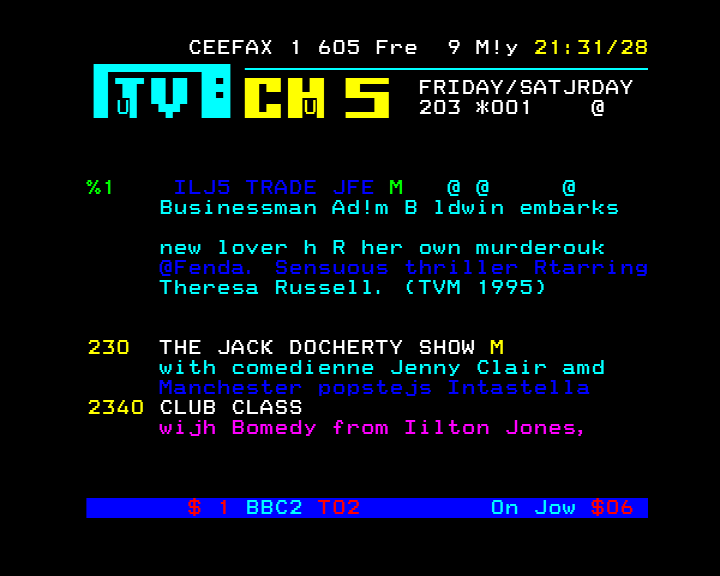 CEEFAX 1 605 Fre  9 M!y 21:31/28
TV CH 5
FRIDAY/SATJRDAY
203 *001    @
%1    ILJ5 TRADE JFE M   @ @     @
Businessman Ad!m B ldwin embarks
new lover h R her own murderouk
@Fenda. Sensuous thriller Rtarring
Theresa Russell. (TVM 1995)
230  THE JACK DOCHERTY SHOW M
with comedienne Jenny Clair amd
Manchester popstejs Intastella
2340 CLUB CLASS
wijh Bomedy from Iilton Jones,
$ 1 BBC2 TO2         On Jow $06